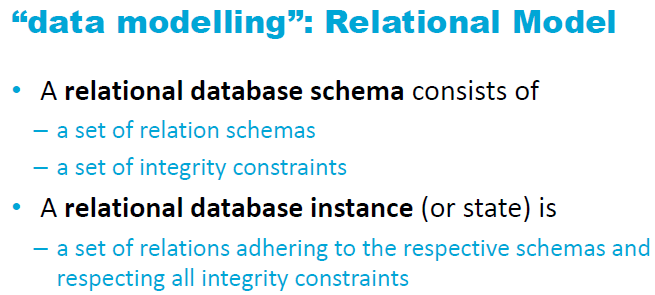 “data modelling”: Relational Model
• A relational database schema consists of
– a set of relation schemas
– a set of integrity constraints
• A relational database instance (or state) is
– a set of relations adhering to the respective schemas and
respecting all integrity constraints